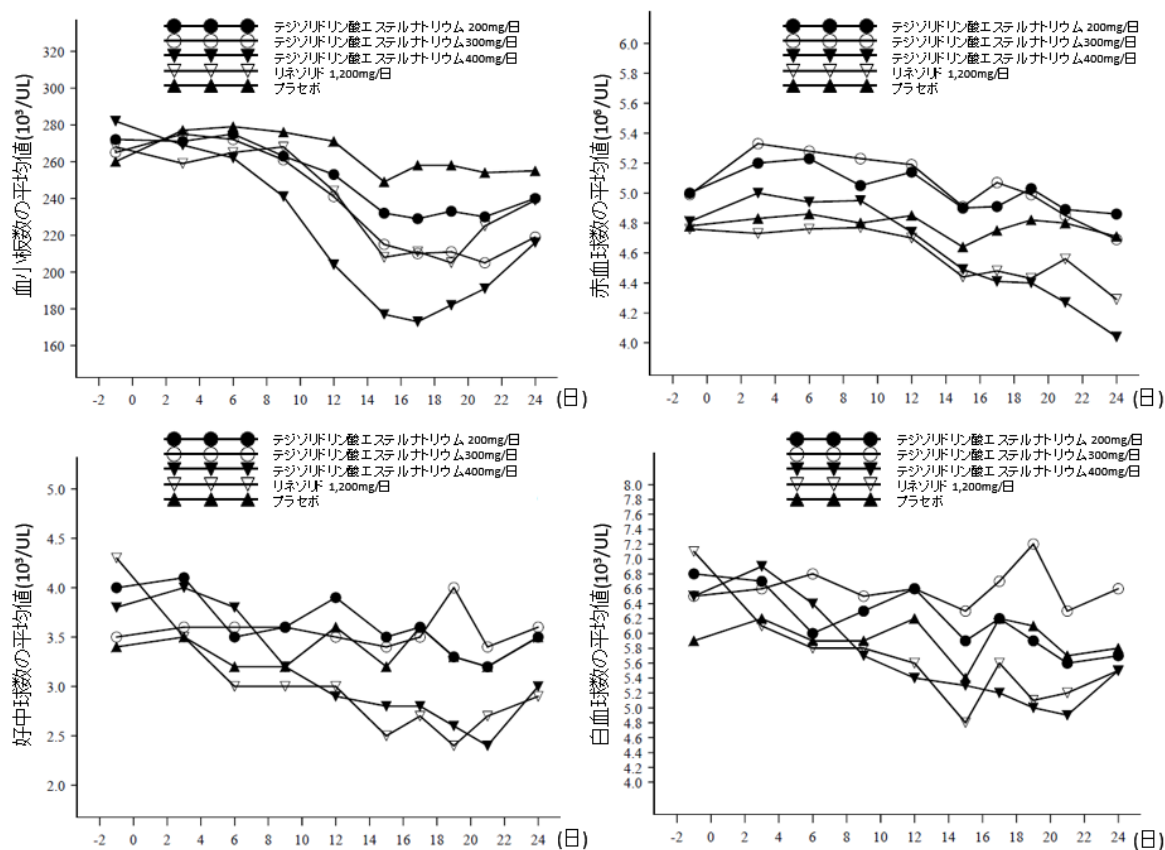 テジゾリドリン酸エステルナトリウム 200mg/日
テジゾリドリン酸エステルナトリウム300mg/日
テジゾリドリン酸エステルナトリウム400mg/日
リネゾリド 1,200mg/日
プラセボ
血小板数の平均値(10³/UL)
320
300
280
260
240
220
200
180
160
-2 0 2 4 6 8 10 12 14 16 18 20 22 24 (日)
テジゾリドリン酸エステルナトリウム 200mg/日
テジゾリドリン酸エステルナトリウム300mg/日
テジゾリドリン酸エステルナトリウム400mg/日
リネゾリド 1,200mg/日
プラセボ
赤血球数の平均値(10⁶/UL)
6.0
5.8
5.6
5.4
5.2
5.0
4.8
4.6
4.4
4.2
4.0
-2 0 2 4 6 8 10 12 14 16 18 20 22 24 (日)
テジゾリドリン酸エステルナトリウム 200mg/日
テジゾリドリン酸エステルナトリウム300mg/日
テジゾリドリン酸エステルナトリウム400mg/日
リネゾリド 1,200mg/日
プラセボ
好中球数の平均値(10³/UL)
5.0
4.5
4.0
3.5
3.0
2.5
2.0
-2 0 2 4 6 8 10 12 14 16 18 20 22 24 (日)
テジゾリドリン酸エステルナトリウム 200mg/日
テジゾリドリン酸エステルナトリウム300mg/日
テジゾリドリン酸エステルナトリウム400mg/日
リネゾリド 1,200mg/日
プラセボ
白血球数の平均値(10³/UL)
8.0
7.8
7.6
7.4
7.2
7.0
6.8
6.6
6.4
6.2
6.0
5.8
5.6
5.4
5.2
5.0
4.8
4.6
4.4
4.2
4.0
-2 0 2 4 6 8 10 12 14 16 18 20 22 24 (日)